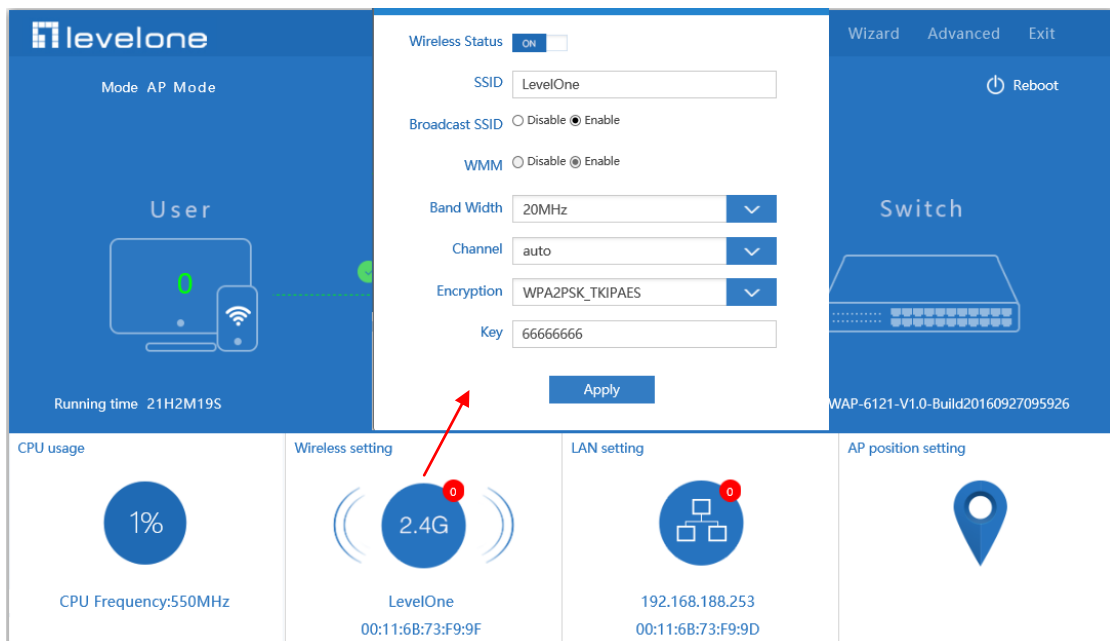 levelone
Wizard Advanced Exit
Mode AP Mode
Reboot
User
0
Switch
Running time 21H2M19S
WAP-6121-V1.0-Build20160927095926
Wireless Status ON
SSID LevelOne
Broadcast SSID Disable Enable
WMM Disable Enable
Band Width 20MHz
Channel auto
Encryption WPA2PSK_TKIPAES
Key 66666666
Apply
CPU usage
1%
CPU Frequency:550MHz
Wireless setting
0
2.4G
LevelOne
00:11:6B:73:F9:9F
LAN setting
0
192.168.188.253
00:11:6B:73:F9:9D
AP position setting